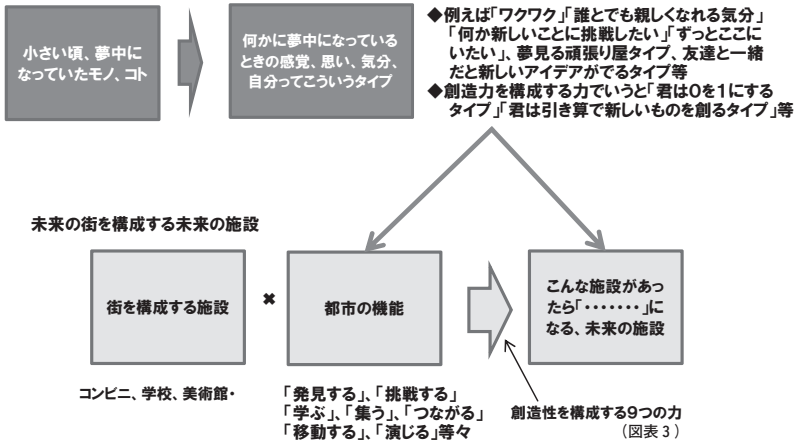 小さい頃、夢中に
なっていたモノ、コト
何かに夢中になっている
ときの感覚、思い、気分、
自分ってこういうタイプ
◆例えば「ワクワク」「誰とでも親しくなれる気分」
「何か新しいことに挑戦したい」「ずっとここに
いたい」、夢見る頑張り屋タイプ、友達と一緒
だと新しいアイデアがでるタイプ等
◆創造力を構成する力でいうと「君は0を1にする
タイプ」「君は引き算で新しいものを創るタイプ」等
未来の街を構成する未来の施設
街を構成する施設
×
都市の機能
こんな施設があっ
たら「・・・・・・・」に
なる、未来の施設
コンビニ、学校、美術館・
「発見する」、「挑戦する」
「学ぶ」、「集う」、「つながる」
「移動する」、「演じる」等々
創造性を構成する9つの力
（図表3）